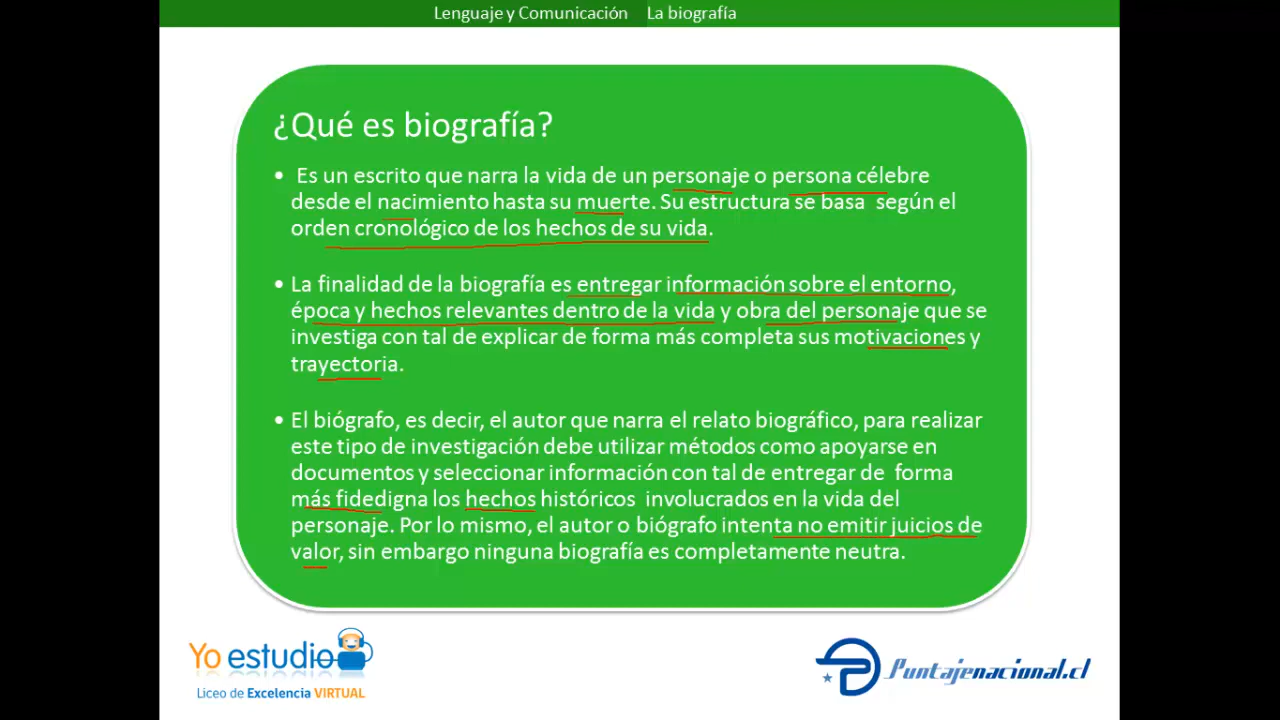 Lenguaje y Comunicación La biografía
¿Qué es biografía?
• Es un escrito que narra la vida de un personaje o persona célebre
desde el nacimiento hasta su muerte. Su estructura se basa según el
orden cronológico de los hechos de su vida.
• La finalidad de la biografía es entregar información sobre el entorno,
época y hechos relevantes dentro de la vida y obra del personaje que se
investiga con tal de explicar de forma más completa sus motivaciones y
trayectoria.
• El biógrafo, es decir, el autor que narra el relato biográfico, para realizar
este tipo de investigación debe utilizar métodos como apoyarse en
documentos y seleccionar información con tal de entregar de forma
más fidedigna los hechos históricos involucrados en la vida del
personaje. Por lo mismo, el autor o biógrafo intenta no emitir juicios de
valor, sin embargo ninguna biografía es completamente neutra.
Yo estudio
Liceo de Excelencia VIRTUAL
Puntajenacional.cl